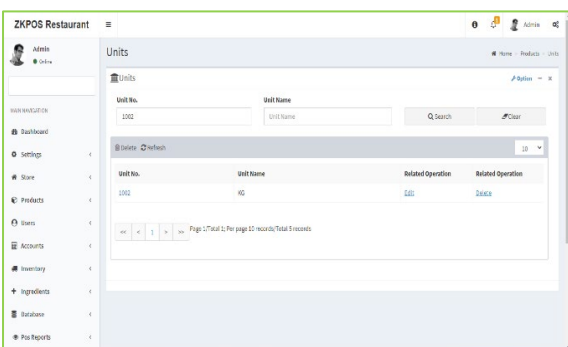 ZKPOS Restaurant
Admin
Admin
Online
Units
Home > Products > Units
Units
Option
Unit No.
Unit Name
1002
Unit Name
Search
Clear
MAIN NAVIGATION
Dashboard
Settings
Store
Products
Users
Accounts
Inventory
Ingredients
Database
Pos Reports
Delete
Refresh
10
Unit No.
Unit Name
Related Operation
Related Operation
1002
KG
Edit
Delete
<< < 1 > >> Page 1/Total 1; Per page 10 records/Total 5 records